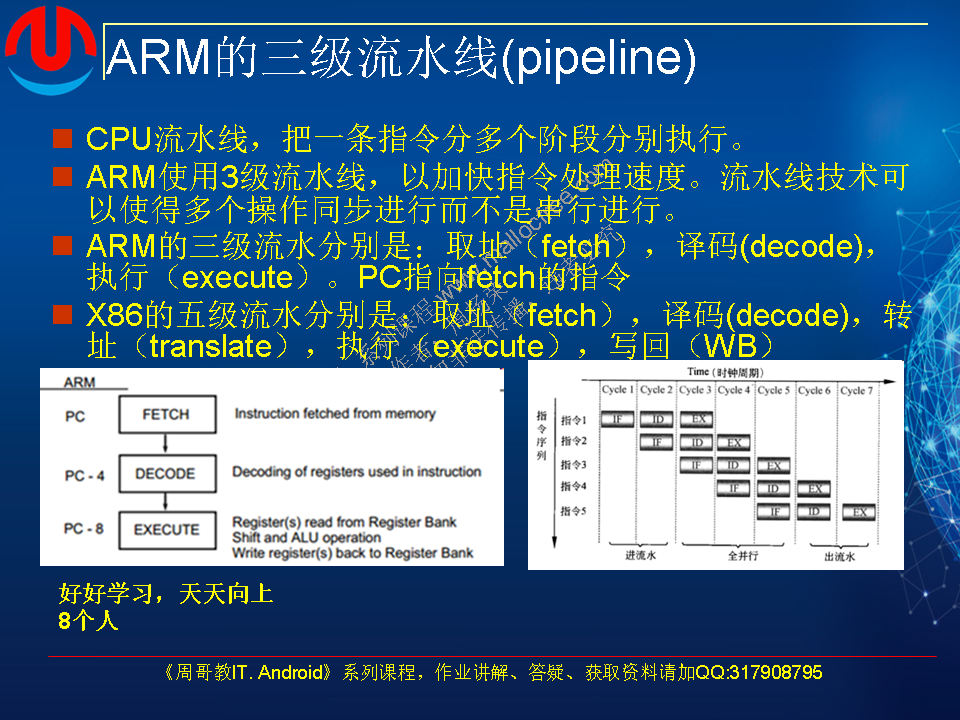 ARM的三级流水线(pipeline)
CPU流水线，把一条指令分多个阶段分别执行。
ARM使用3级流水线，以加快指令处理速度。流水线技术可
以使得多个操作同步进行而不是串行进行。
ARM的三级流水分别是：取址（fetch），译码(decode)，
执行（execute）。PC指向fetch的指令
X86的五级流水分别是：取址（fetch），译码(decode)，转
址（translate），执行（execute），写回（WB）
ARM
PC
FETCH
Instruction fetched from memory
PC - 4
DECODE
Decoding of registers used in instruction
PC - 8
EXECUTE
Register(s) read from Register Bank
Shift and ALU operation
Write register(s) back to Register Bank
Time (时钟周期)
Cycle 1 Cycle 2 Cycle 3 Cycle 4 Cycle 5 Cycle 6 Cycle 7
指令序列
指令1 IF ID EX
指令2 IF ID EX
指令3 IF ID EX
指令4 IF ID EX
指令5 IF ID EX
进流水 全并行 出流水
好好学习，天天向上
8个人
《周哥教IT. Android》系列课程，作业讲解、答疑、获取资料请加QQ:317908795